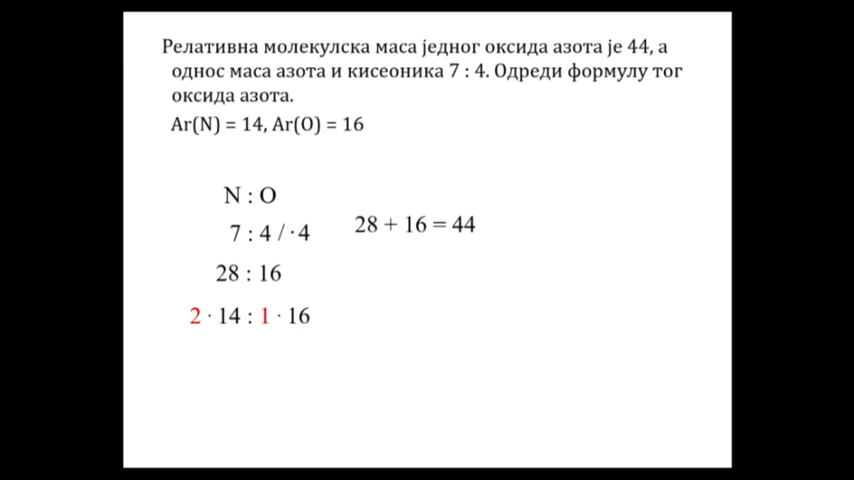 Релативна молекулска маса једног оксида азота је 44, а
однос маса азота и кисеоника 7 : 4. Одреди формулу тог
оксида азота.
Ar(N) = 14, Ar(O) = 16
N : O
7 : 4 / · 4
28 + 16 = 44
28 : 16
2 · 14 : 1 · 16